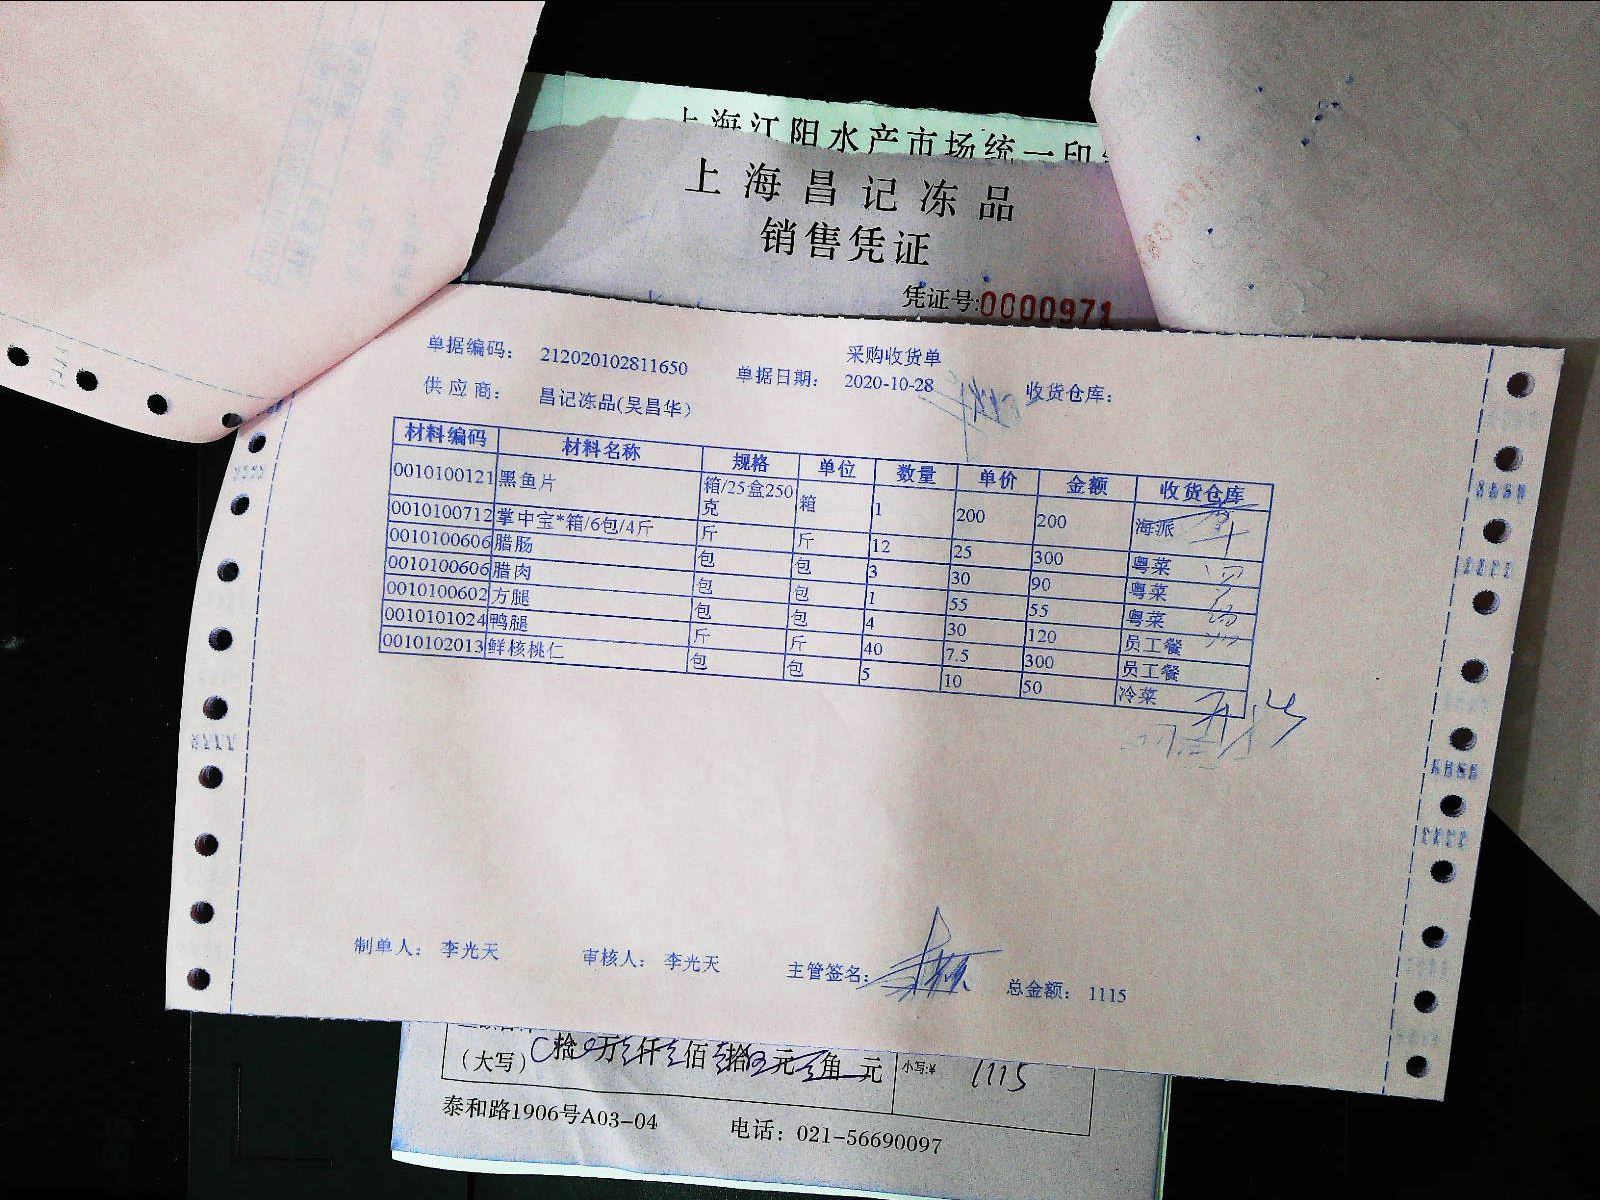 上海江阳水产市场统一印
上海昌记冻品
销售凭证
凭证号:0000971
采购收货单
单据编码: 212020102811650 单据日期: 2020-10-28 收货仓库:
供应商: 昌记冻品(吴昌华)
材料编码 材料名称 规格 单位 数量 单价 金额 收货仓库
0010100121 黑鱼片 箱/25盒250克 箱 1 200 200 海派
0010100712 掌中宝*箱/6包/4斤 斤 斤 12 25 300 粤菜
0010100606 腊肠 包 包 3 30 90 粤菜
0010100606 腊肉 包 包 1 55 55 粤菜
0010100602 方腿 包 包 4 30 120 员工餐
0010101024 鸭腿 斤 斤 40 7.5 300 员工餐
0010102013 鲜核桃仁 包 包 5 10 50 冷菜
制单人: 李光天 审核人: 李光天 主管签名: 总金额: 1115
(大写) 拾 万 仟 佰 拾 元 角 元 小写:¥ 1115
泰和路1906号A03-04 电话: 021-56690097